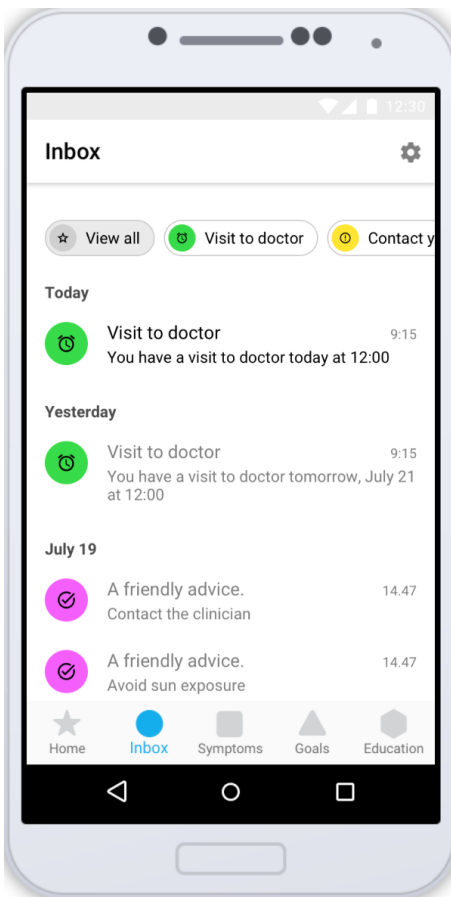 12:30
Inbox
View all
Visit to doctor
Contact y
Today
Visit to doctor
9:15
You have a visit to doctor today at 12:00
Yesterday
Visit to doctor
9:15
You have a visit to doctor tomorrow, July 21
at 12:00
July 19
A friendly advice.
14.47
Contact the clinician
A friendly advice.
14.47
Avoid sun exposure
Home
Inbox
Symptoms
Goals
Education